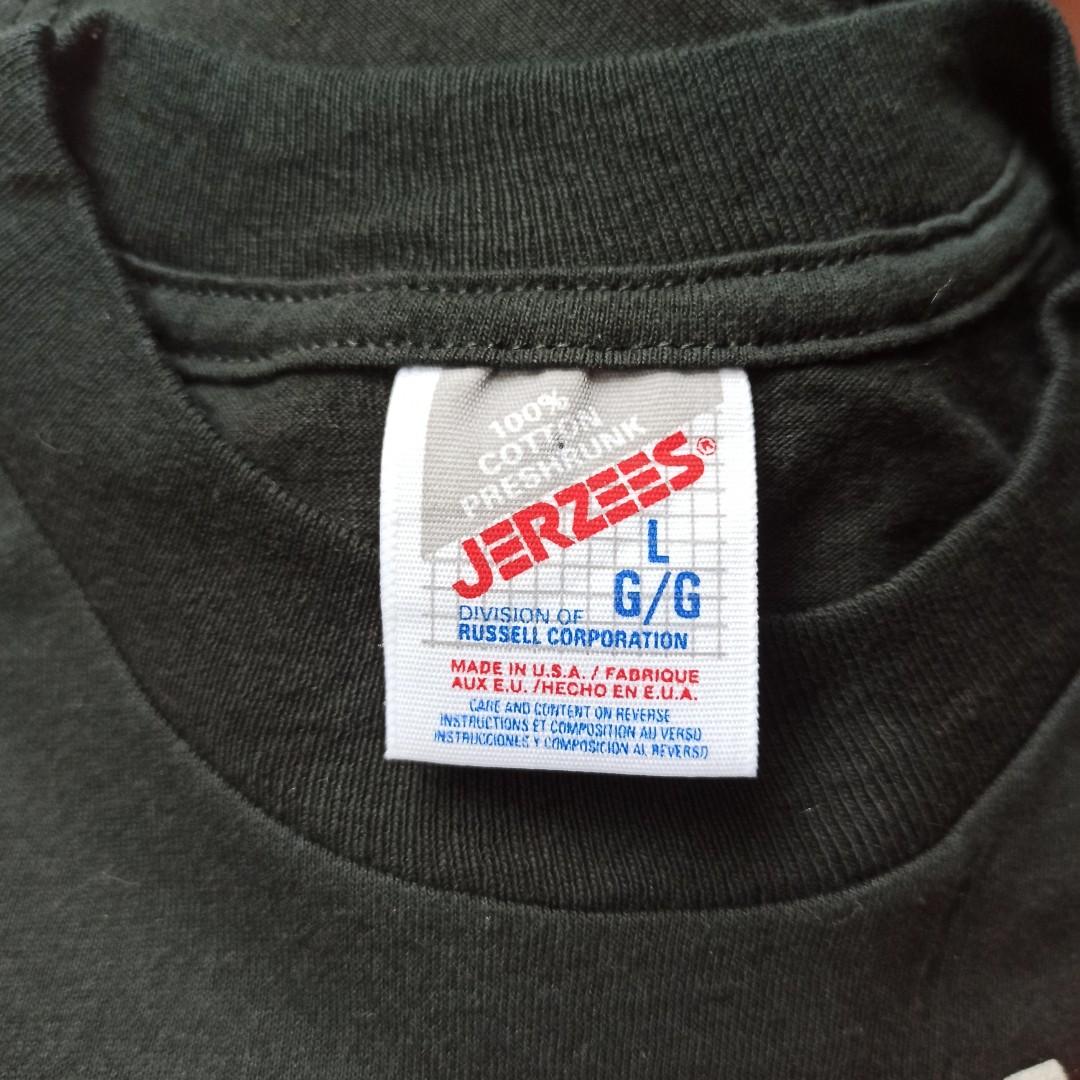 100%
COTTON
PRESHRUNK
JERZEES®
L
G/G
DIVISION OF
RUSSELL CORPORATION
MADE IN U.S.A. / FABRIQUE
AUX E.U. /HECHO EN E.U.A.
CARE AND CONTENT ON REVERSE
INSTRUCTIONS ET COMPOSITION AU VERSO
INSTRUCCIONES Y COMPOSICION AL REVERSO